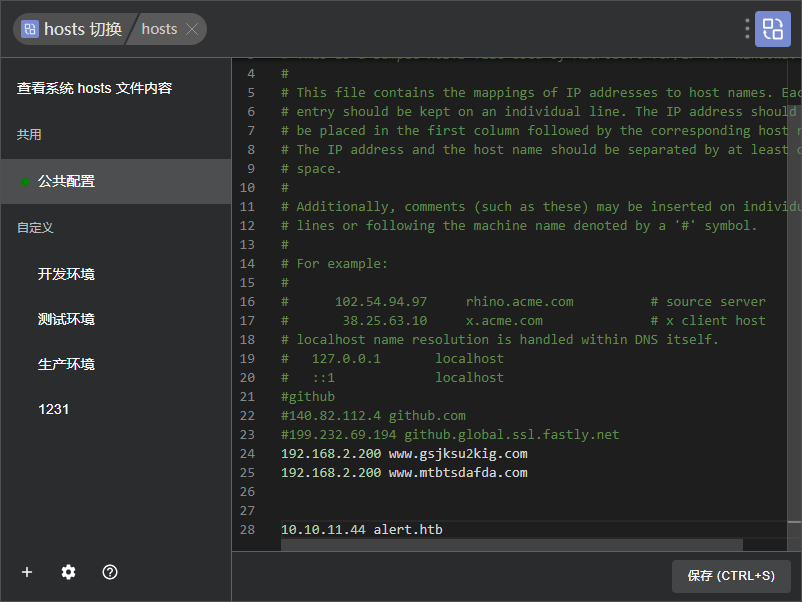 hosts 切换
hosts
查看系统 hosts 文件内容
共用
公共配置
自定义
开发环境
测试环境
生产环境
1231
4 #
5 # This file contains the mappings of IP addresses to host names.
6 # entry should be kept on an individual line. The IP address should
7 # be placed in the first column followed by the corresponding host
8 # The IP address and the host name should be separated by at least
9 # space.
10 #
11 # Additionally, comments (such as these) may be inserted on
12 # lines or following the machine name denoted by a '#' symbol.
13 #
14 # For example:
15 #
16 # 102.54.94.97 rhino.acme.com # source server
17 # 38.25.63.10 x.acme.com # x client host
18 # localhost name resolution is handled within DNS itself.
19 # 127.0.0.1 localhost
20 # ::1 localhost
21 #github
22 #140.82.112.4 github.com
23 #199.232.69.194 github.global.ssl.fastly.net
24 192.168.2.200 www.gsjksu2kig.com
25 192.168.2.200 www.mtbtsdafda.com
26
27
28 10.10.11.44 alert.htb
保存 (CTRL+S)